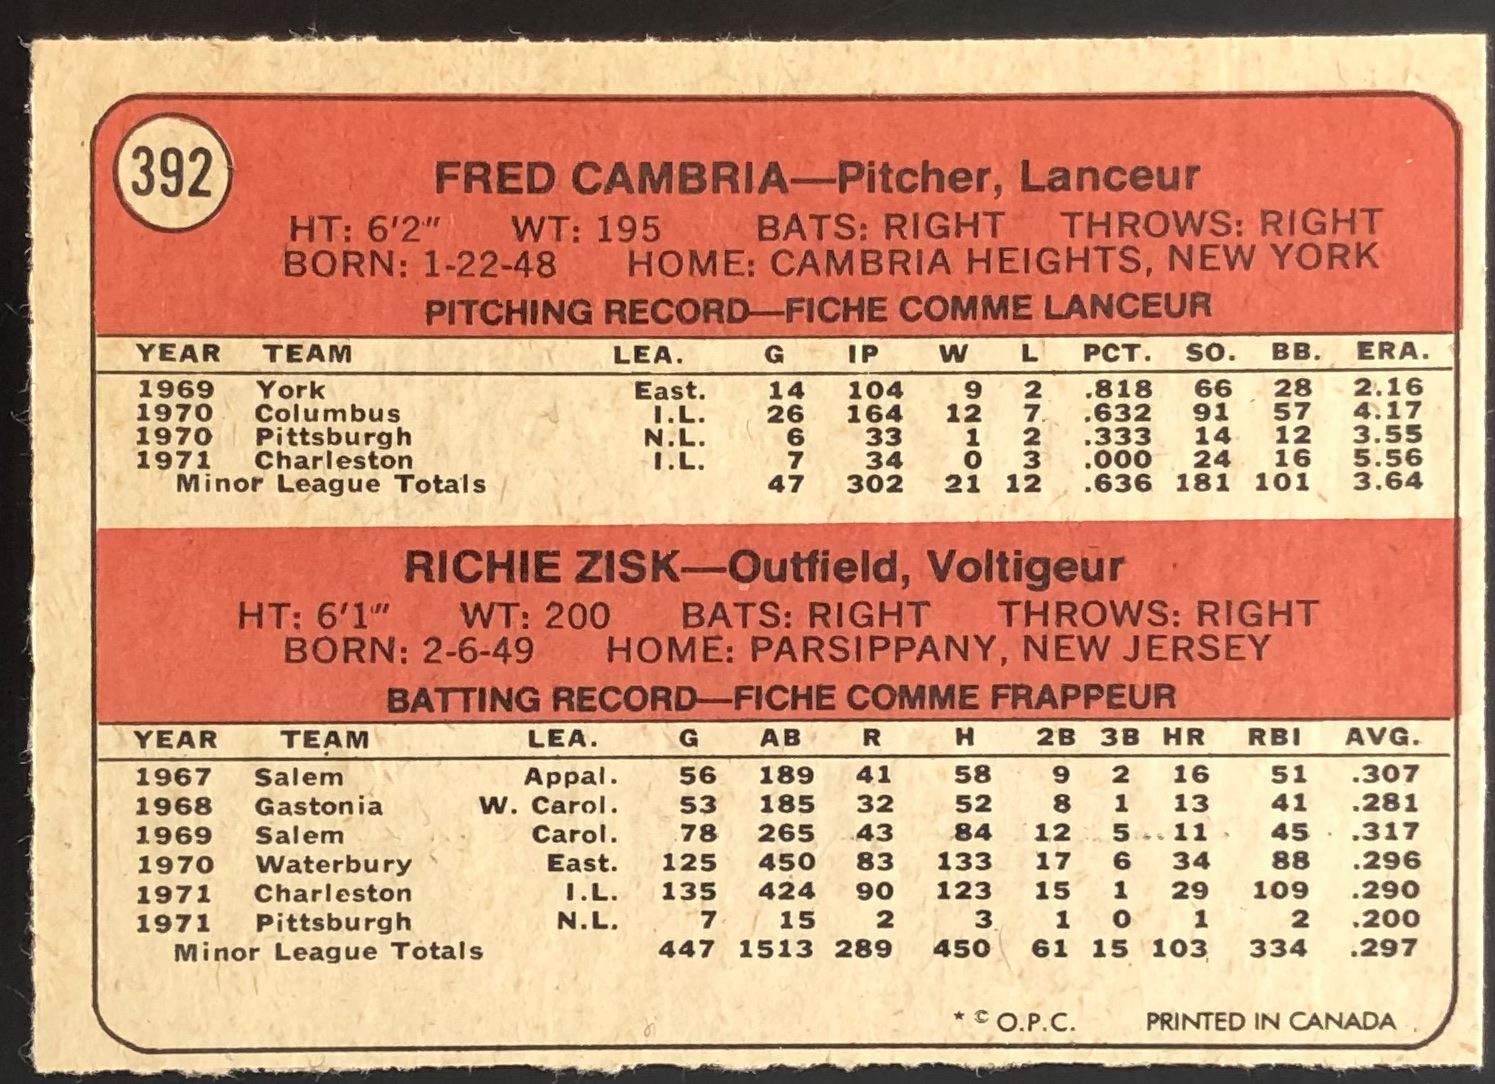 392
FRED CAMBRIA—Pitcher, Lanceur
HT: 6'2" WT: 195 BATS: RIGHT THROWS: RIGHT
BORN: 1-22-48 HOME: CAMBRIA HEIGHTS, NEW YORK
PITCHING RECORD—FICHE COMME LANCEUR
YEAR TEAM LEA. G IP W L PCT. SO. BB. ERA.
1969 York East. 14 104 9 2 .818 66 28 2.16
1970 Columbus I.L. 26 164 12 7 .632 91 57 4.17
1970 Pittsburgh N.L. 6 33 1 2 .333 14 12 3.55
1971 Charleston I.L. 7 34 0 3 .000 24 16 5.56
Minor League Totals 47 302 21 12 .636 181 101 3.64
RICHIE ZISK—Outfield, Voltigeur
HT: 6'1'" WT: 200 BATS: RIGHT THROWS: RIGHT
BORN: 2-6-49 HOME: PARSIPPANY, NEW JERSEY
BATTING RECORD—FICHE COMME FRAPPEUR
YEAR TEAM LEA. G AB R H 2B 3B HR RBI AVG.
1967 Salem Appal. 56 189 41 58 9 2 16 51 .307
1968 Gastonia W. Carol. 53 185 32 52 8 1 13 41 .281
1969 Salem Carol. 78 265 43 84 12 5 11 45 .317
1970 Waterbury East. 125 450 83 133 17 6 34 88 .296
1971 Charleston I.L. 135 424 90 123 15 1 29 109 .290
1971 Pittsburgh N.L. 7 15 2 3 1 0 1 2 .200
Minor League Totals 447 1513 289 450 61 15 103 334 .297
* © O.P.C. PRINTED IN CANADA